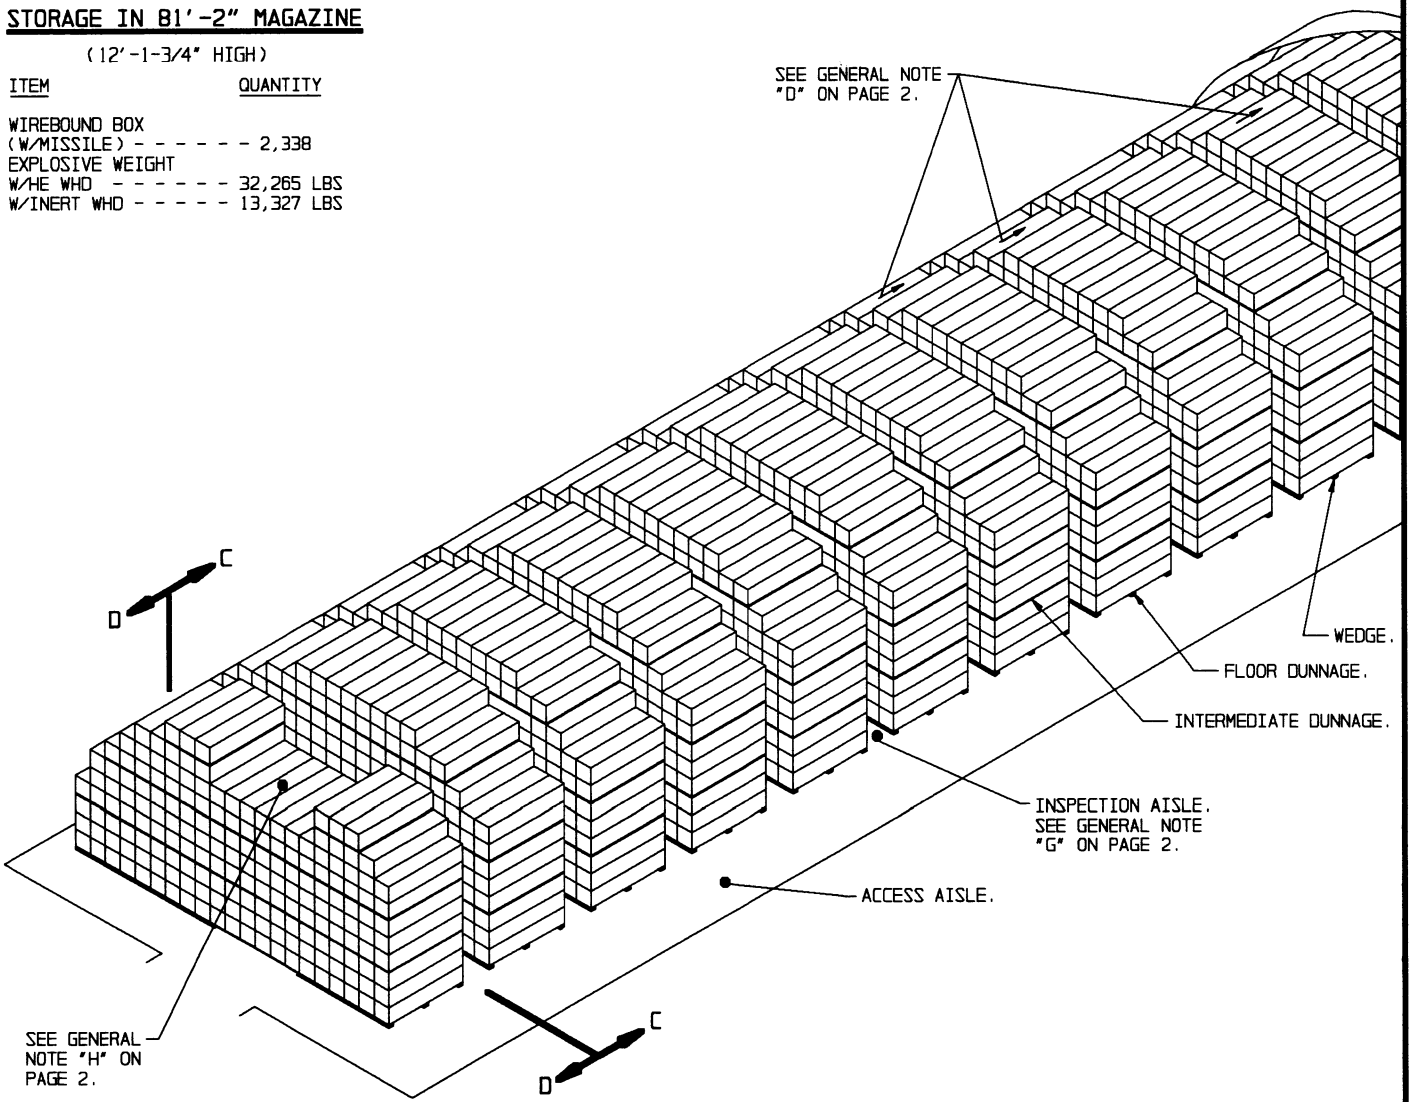 STORAGE IN 81'-2" MAGAZINE
(12'-1-3/4" HIGH)
ITEM QUANTITY
WIREBOUND BOX
(W/MISSILE) - - - - - - 2,338
EXPLOSIVE WEIGHT
W/HE WHD - - - - - - 32,265 LBS
W/INERT WHD - - - - - 13,327 LBS
SEE GENERAL NOTE
"D" ON PAGE 2.
C
D
WEDGE.
FLOOR DUNNAGE.
INTERMEDIATE DUNNAGE.
INSPECTION AISLE.
SEE GENERAL NOTE
"G" ON PAGE 2.
ACCESS AISLE.
SEE GENERAL
NOTE "H" ON
PAGE 2.
C
D